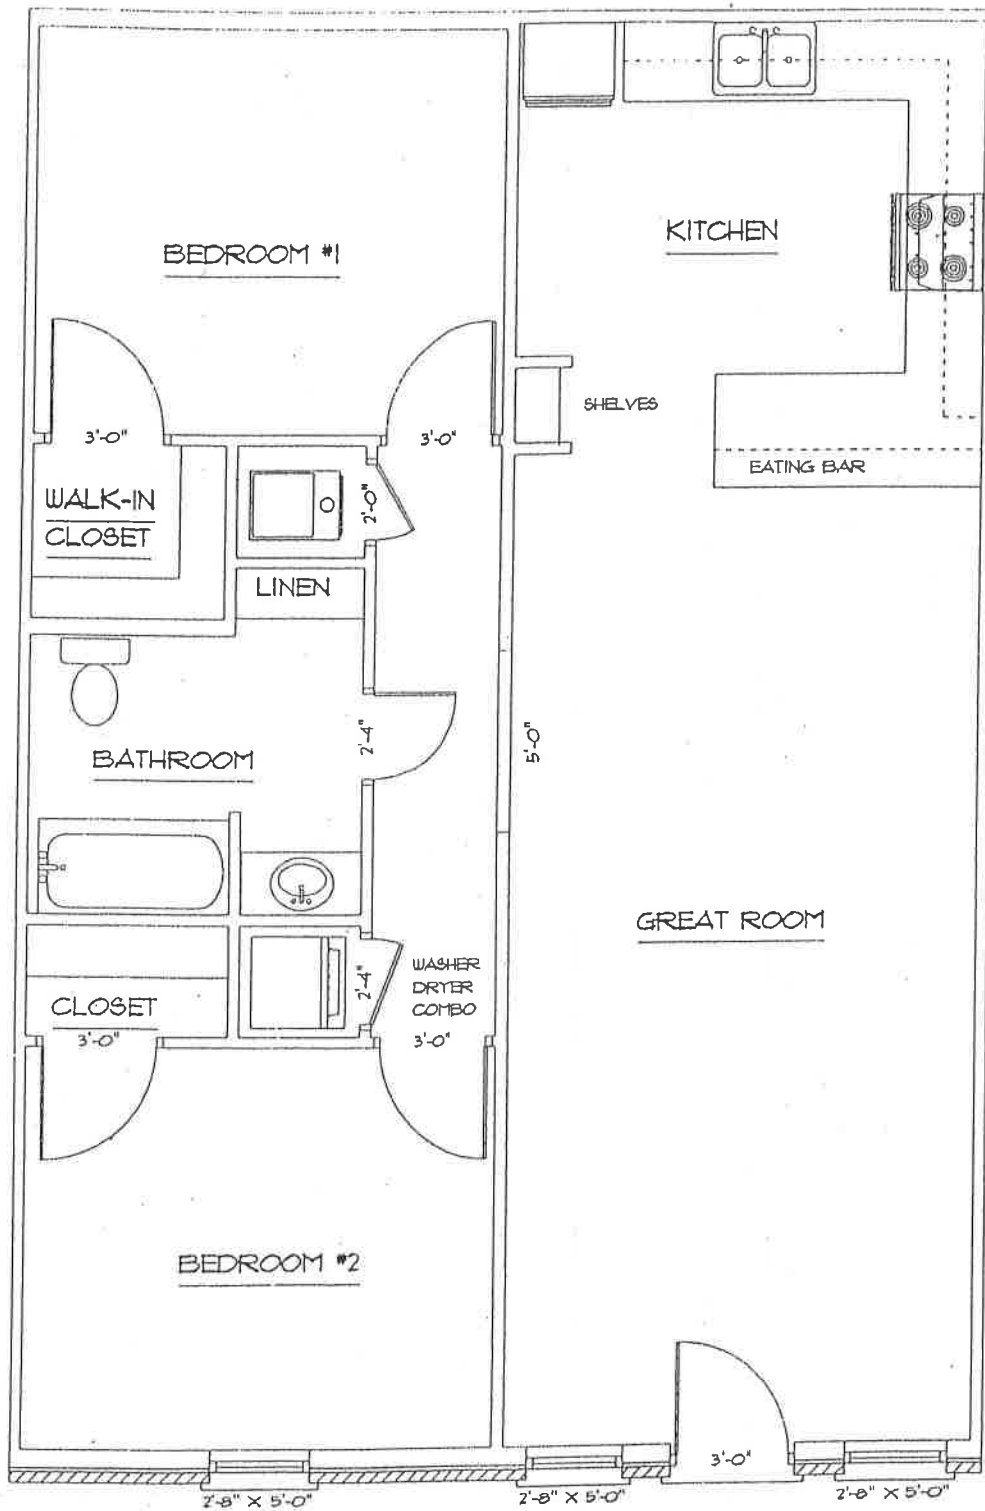 BEDROOM #1
KITCHEN
SHELVES
3'-0"
3'-0"
EATING BAR
WALK-IN
CLOSET
2'-0"
LINEN
2'-4"
5'-0"
BATHROOM
GREAT ROOM
WASHER
DRYER
COMBO
2'-4"
CLOSET
3'-0"
3'-0"
BEDROOM #2
3'-0"
2'-8" X 5'-0"
2'-8" X 5'-0"
2'-8" X 5'-0"